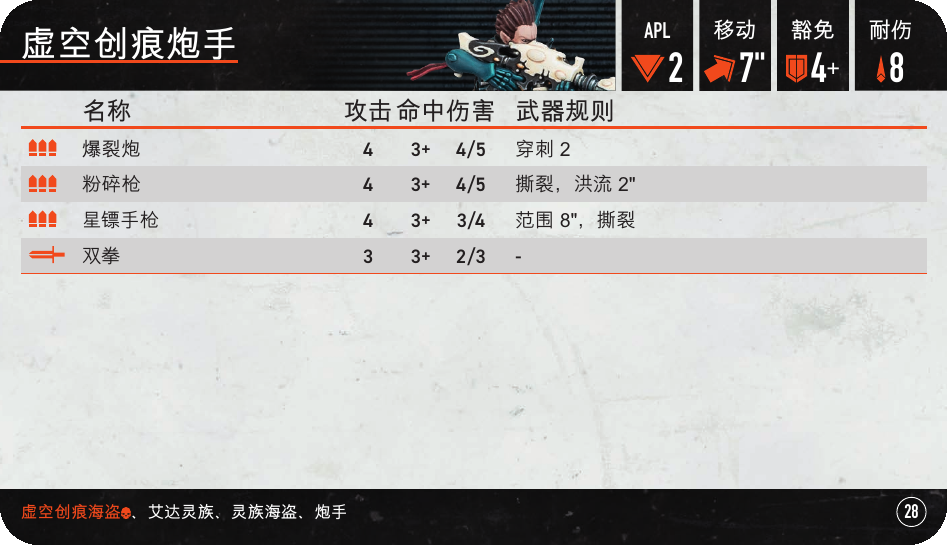 虚空创痕炮手
APL 移动 豁免 耐伤
2 7" 4+ 8
名称 攻击 命中 伤害 武器规则
爆裂炮 4 3+ 4/5 穿刺 2
粉碎枪 4 3+ 4/5 撕裂，洪流 2"
星镖手枪 4 3+ 3/4 范围 8"，撕裂
双拳 3 3+ 2/3 -
虚空创痕海盗、艾达灵族、灵族海盗、炮手
28